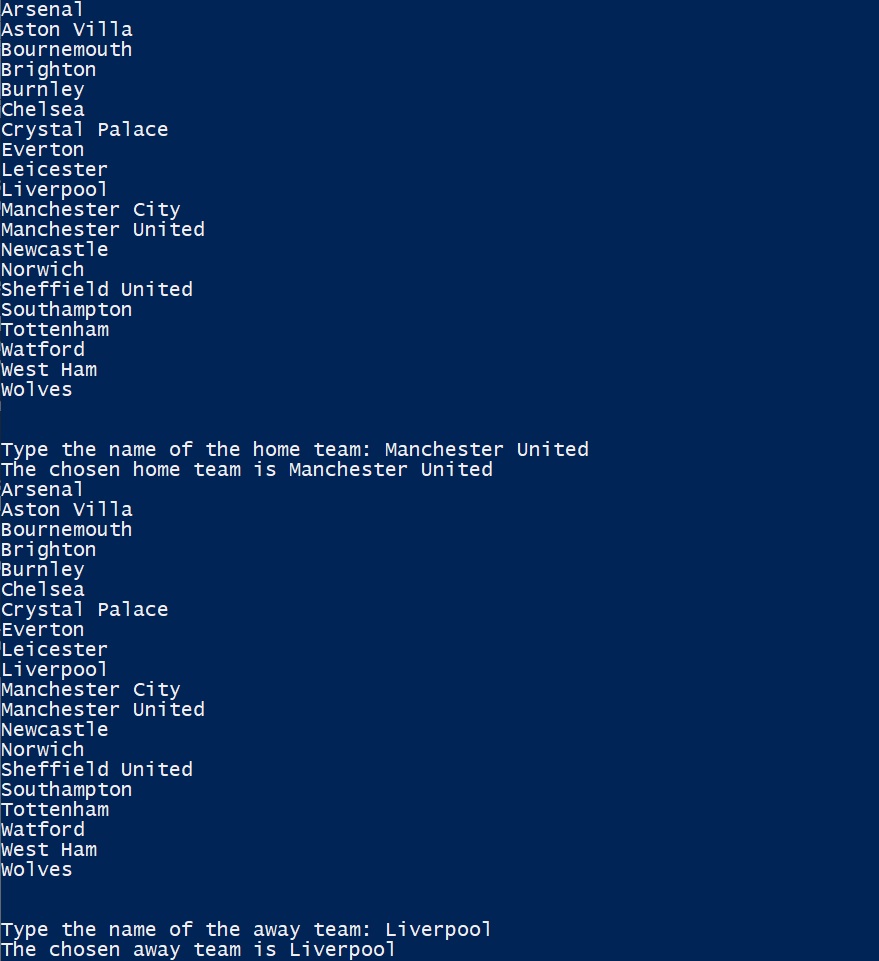 Arsenal
Aston Villa
Bournemouth
Brighton
Burnley
Chelsea
Crystal Palace
Everton
Leicester
Liverpool
Manchester City
Manchester United
Newcastle
Norwich
Sheffield United
Southampton
Tottenham
Watford
West Ham
Wolves
Type the name of the home team: Manchester United
The chosen home team is Manchester United
Arsenal
Aston Villa
Bournemouth
Brighton
Burnley
Chelsea
Crystal Palace
Everton
Leicester
Liverpool
Manchester City
Manchester United
Newcastle
Norwich
Sheffield United
Southampton
Tottenham
Watford
West Ham
Wolves
Type the name of the away team: Liverpool
The chosen away team is Liverpool